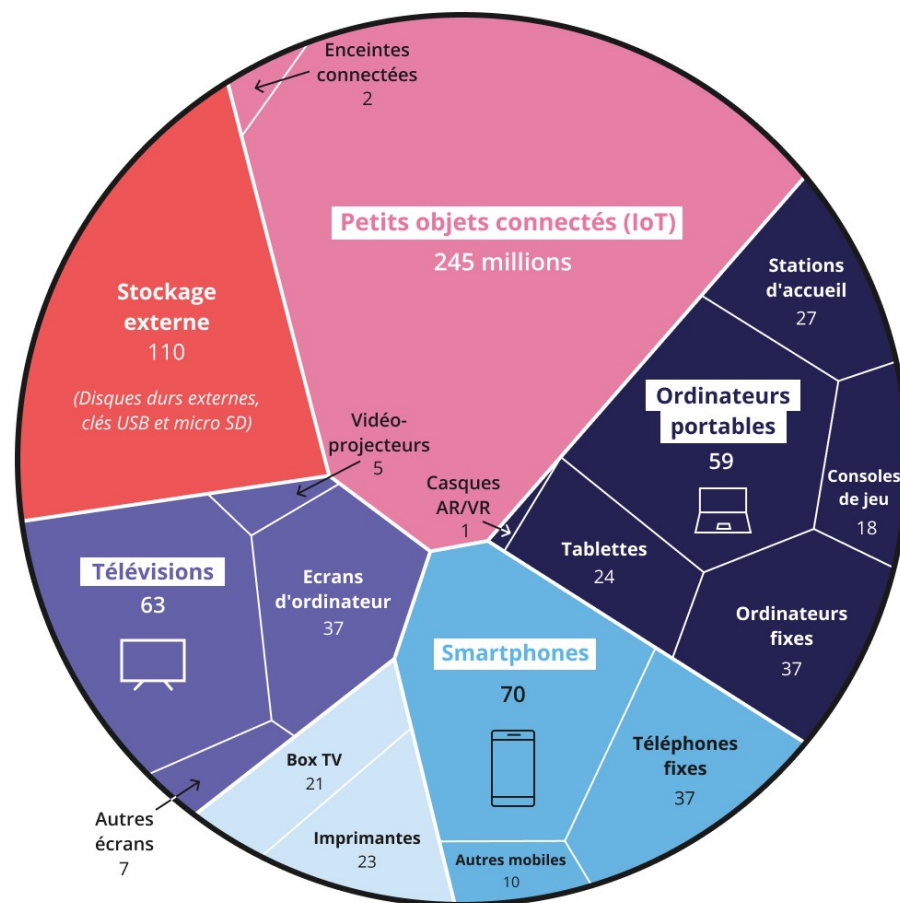 Enceintes
connectées
2
Petits objets connectés (IoT)
245 millions
Stockage
externe
110
(Disques durs externes,
clés USB et micro SD)
Stations
d'accueil
27
Ordinateurs
portables
59
Consoles
de jeu
18
Vidéo-
projecteurs
5
Casques
AR/VR
1
Tablettes
24
Ordinateurs
fixes
37
Télévisions
63
Ecrans
d'ordinateur
37
Smartphones
70
Téléphones
fixes
37
Box TV
21
Autres
écrans
7
Imprimantes
23
Autres mobiles
10